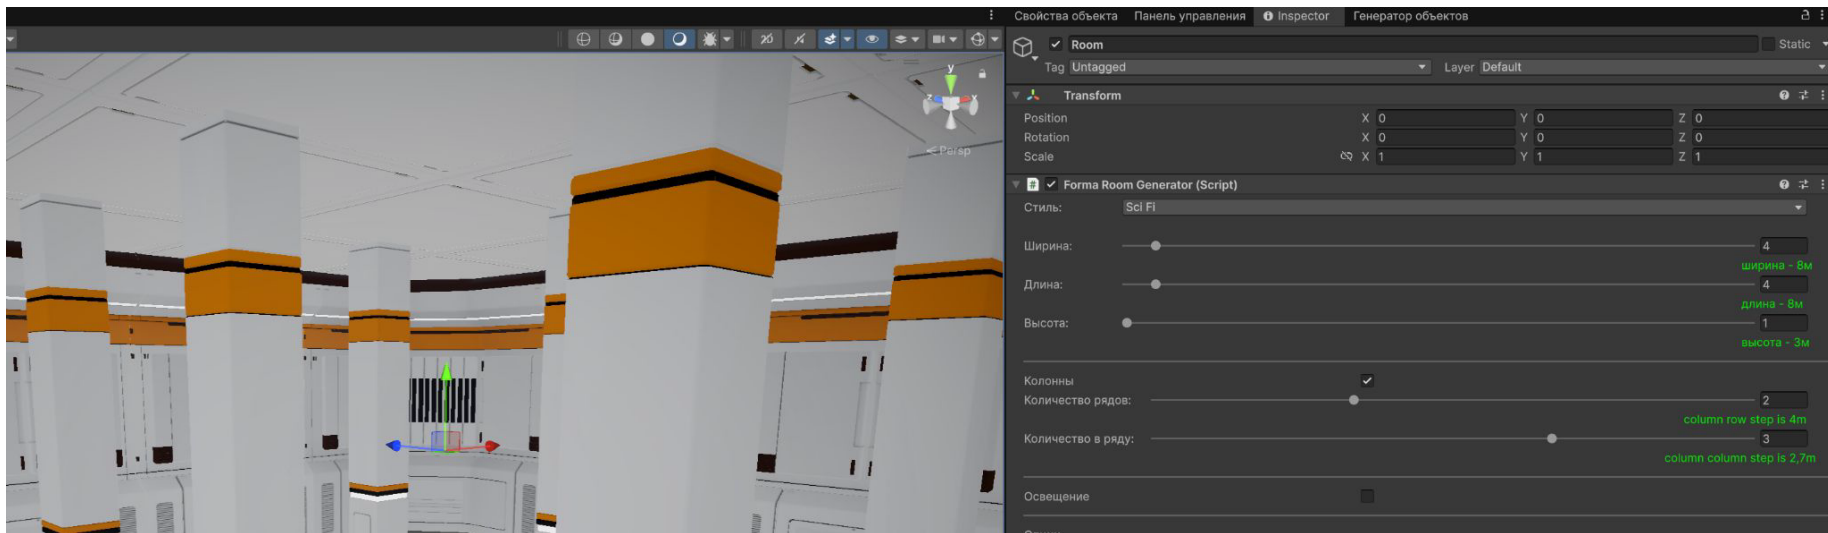 Свойства объекта Панель управления Inspector Генератор объектов
2D
Room Static
Tag Untagged Layer Default
y
z x
Persp
Transform
Position X 0 Y 0 Z 0
Rotation X 0 Y 0 Z 0
Scale X 1 Y 1 Z 1
# Forma Room Generator (Script)
Стиль: Sci Fi
Ширина: 4
ширина - 8м
Длина: 4
длина - 8м
Высота: 1
высота - 3м
Колонны
Количество рядов: 2
column row step is 4m
Количество в ряду: 3
column column step is 2,7m
Освещение